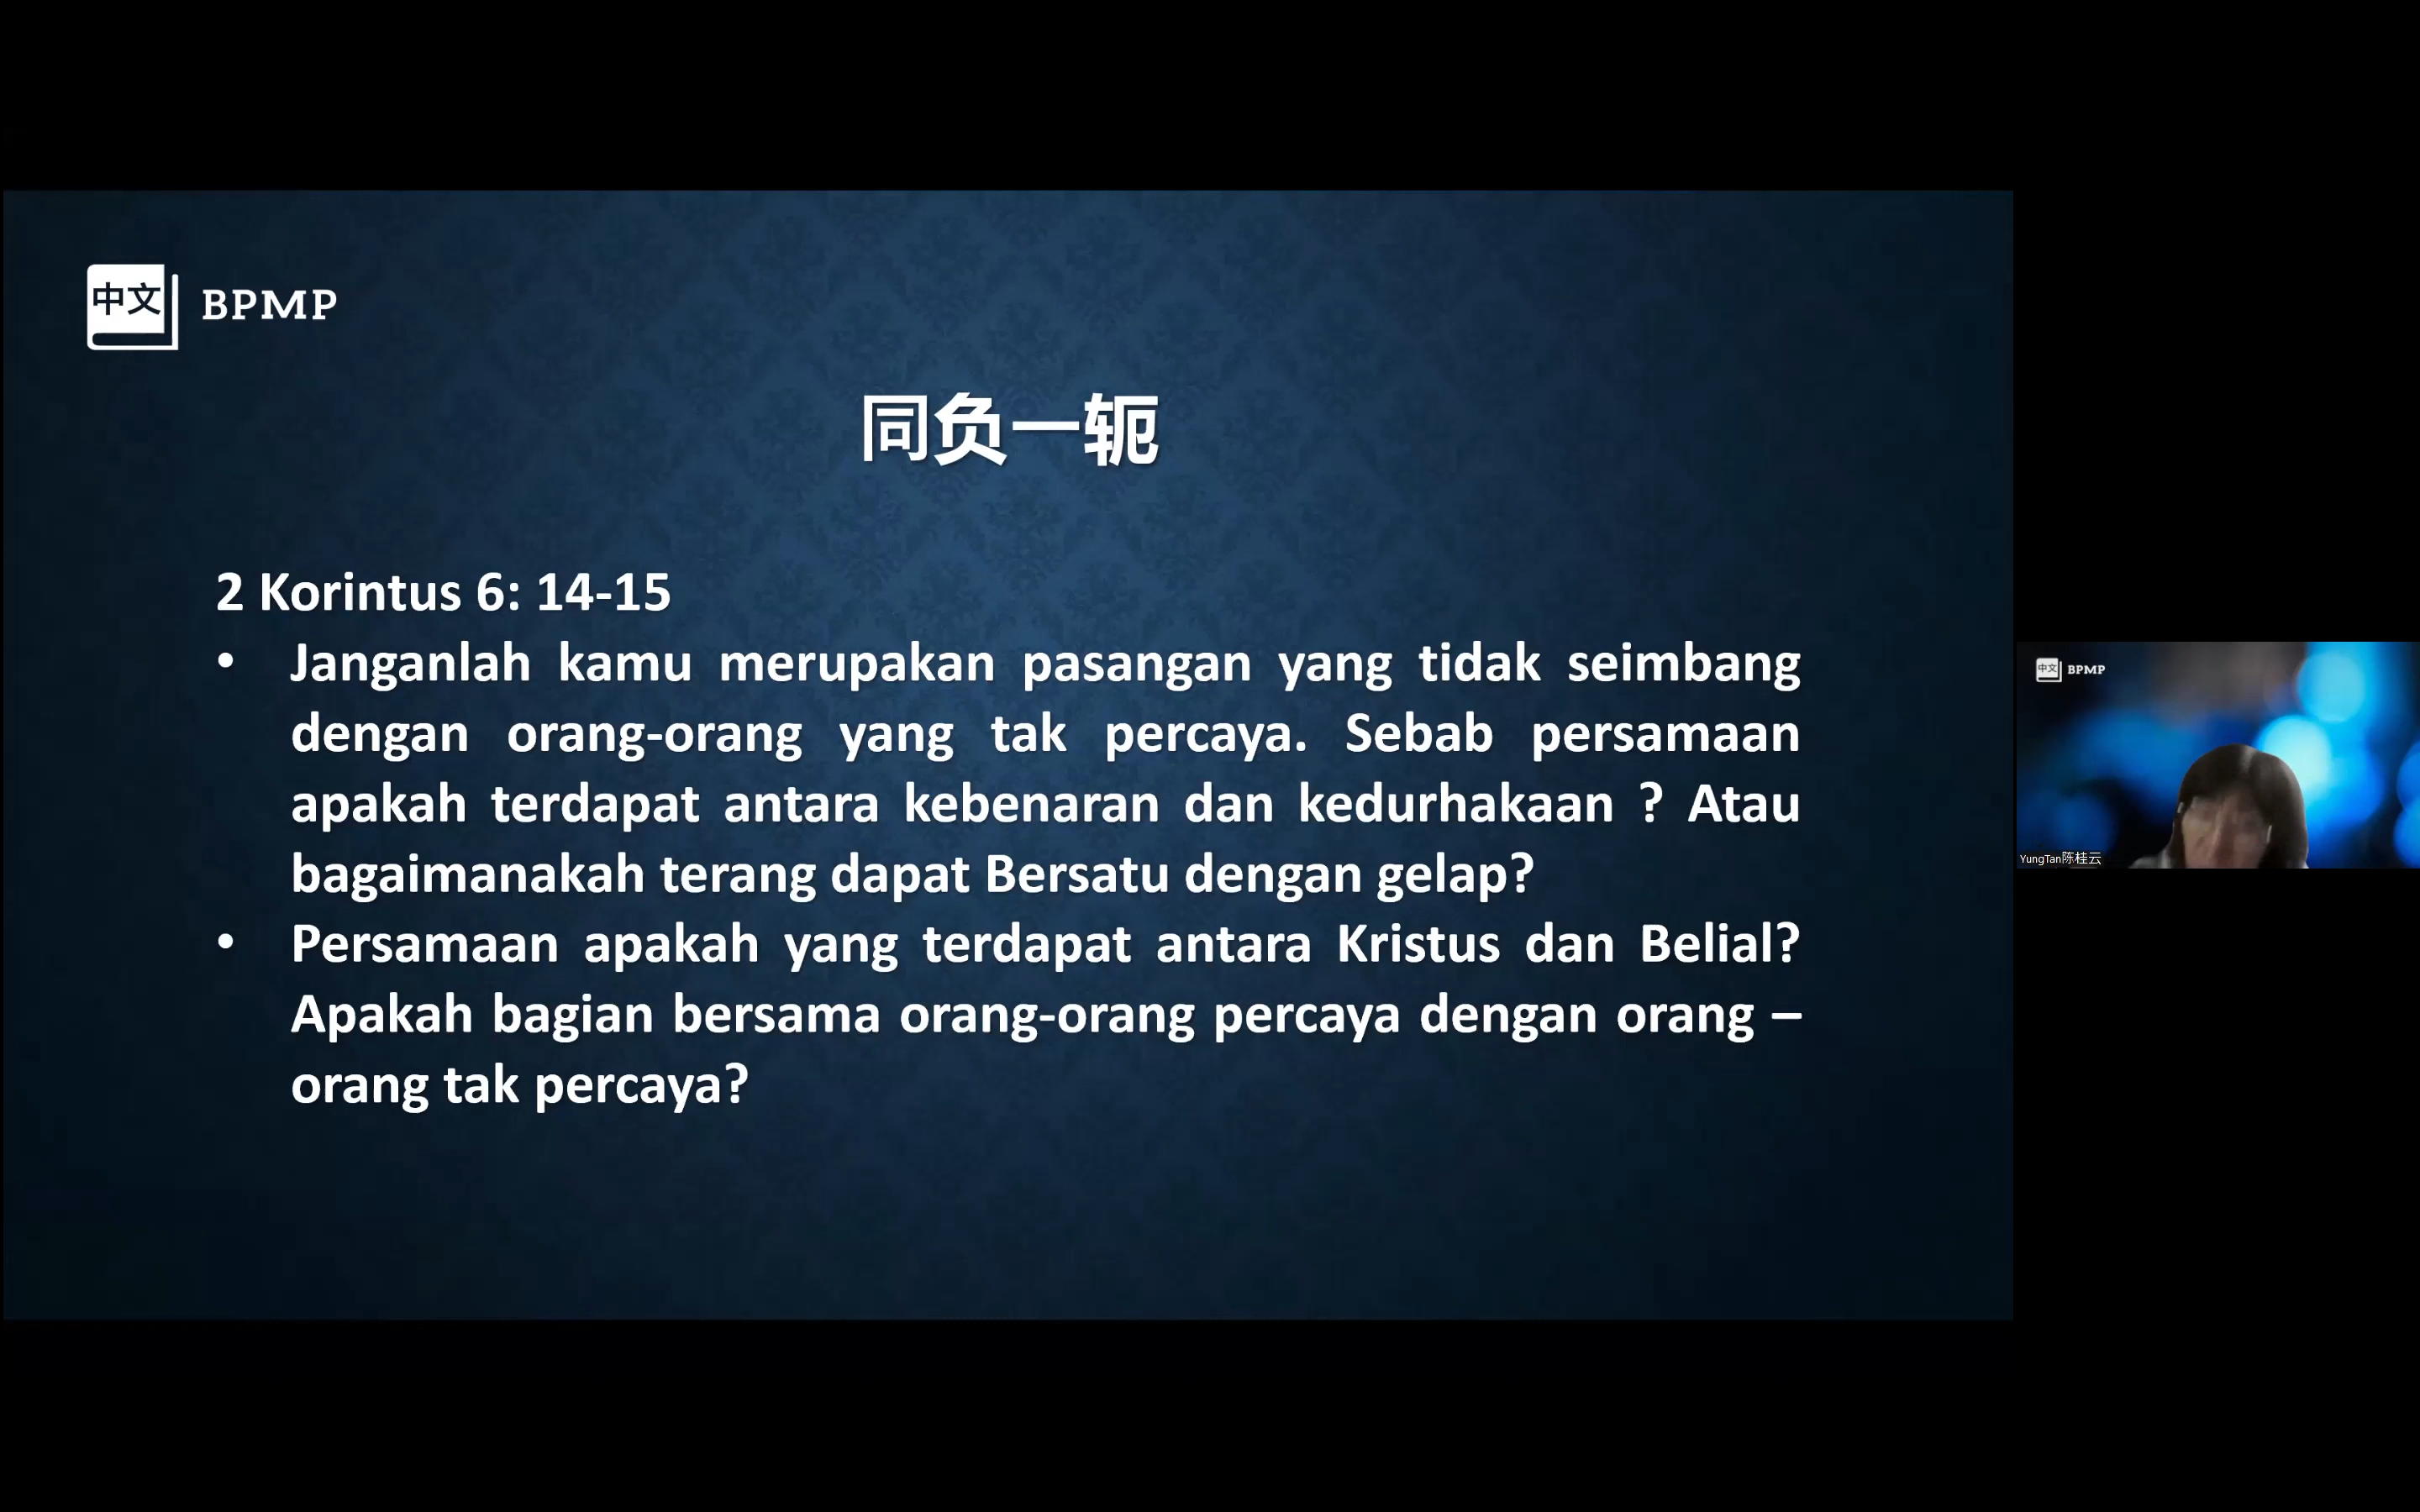 中文 BPMP
同负一轭
2 Korintus 6: 14-15
• Janganlah kamu merupakan pasangan yang tidak seimbang
dengan orang-orang yang tak percaya. Sebab persamaan
apakah terdapat antara kebenaran dan kedurhakaan ? Atau
bagaimanakah terang dapat Bersatu dengan gelap?
• Persamaan apakah yang terdapat antara Kristus dan Belial?
Apakah bagian bersama orang-orang percaya dengan orang –
orang tak percaya?
中文 BPMP
YungTan陈桂云